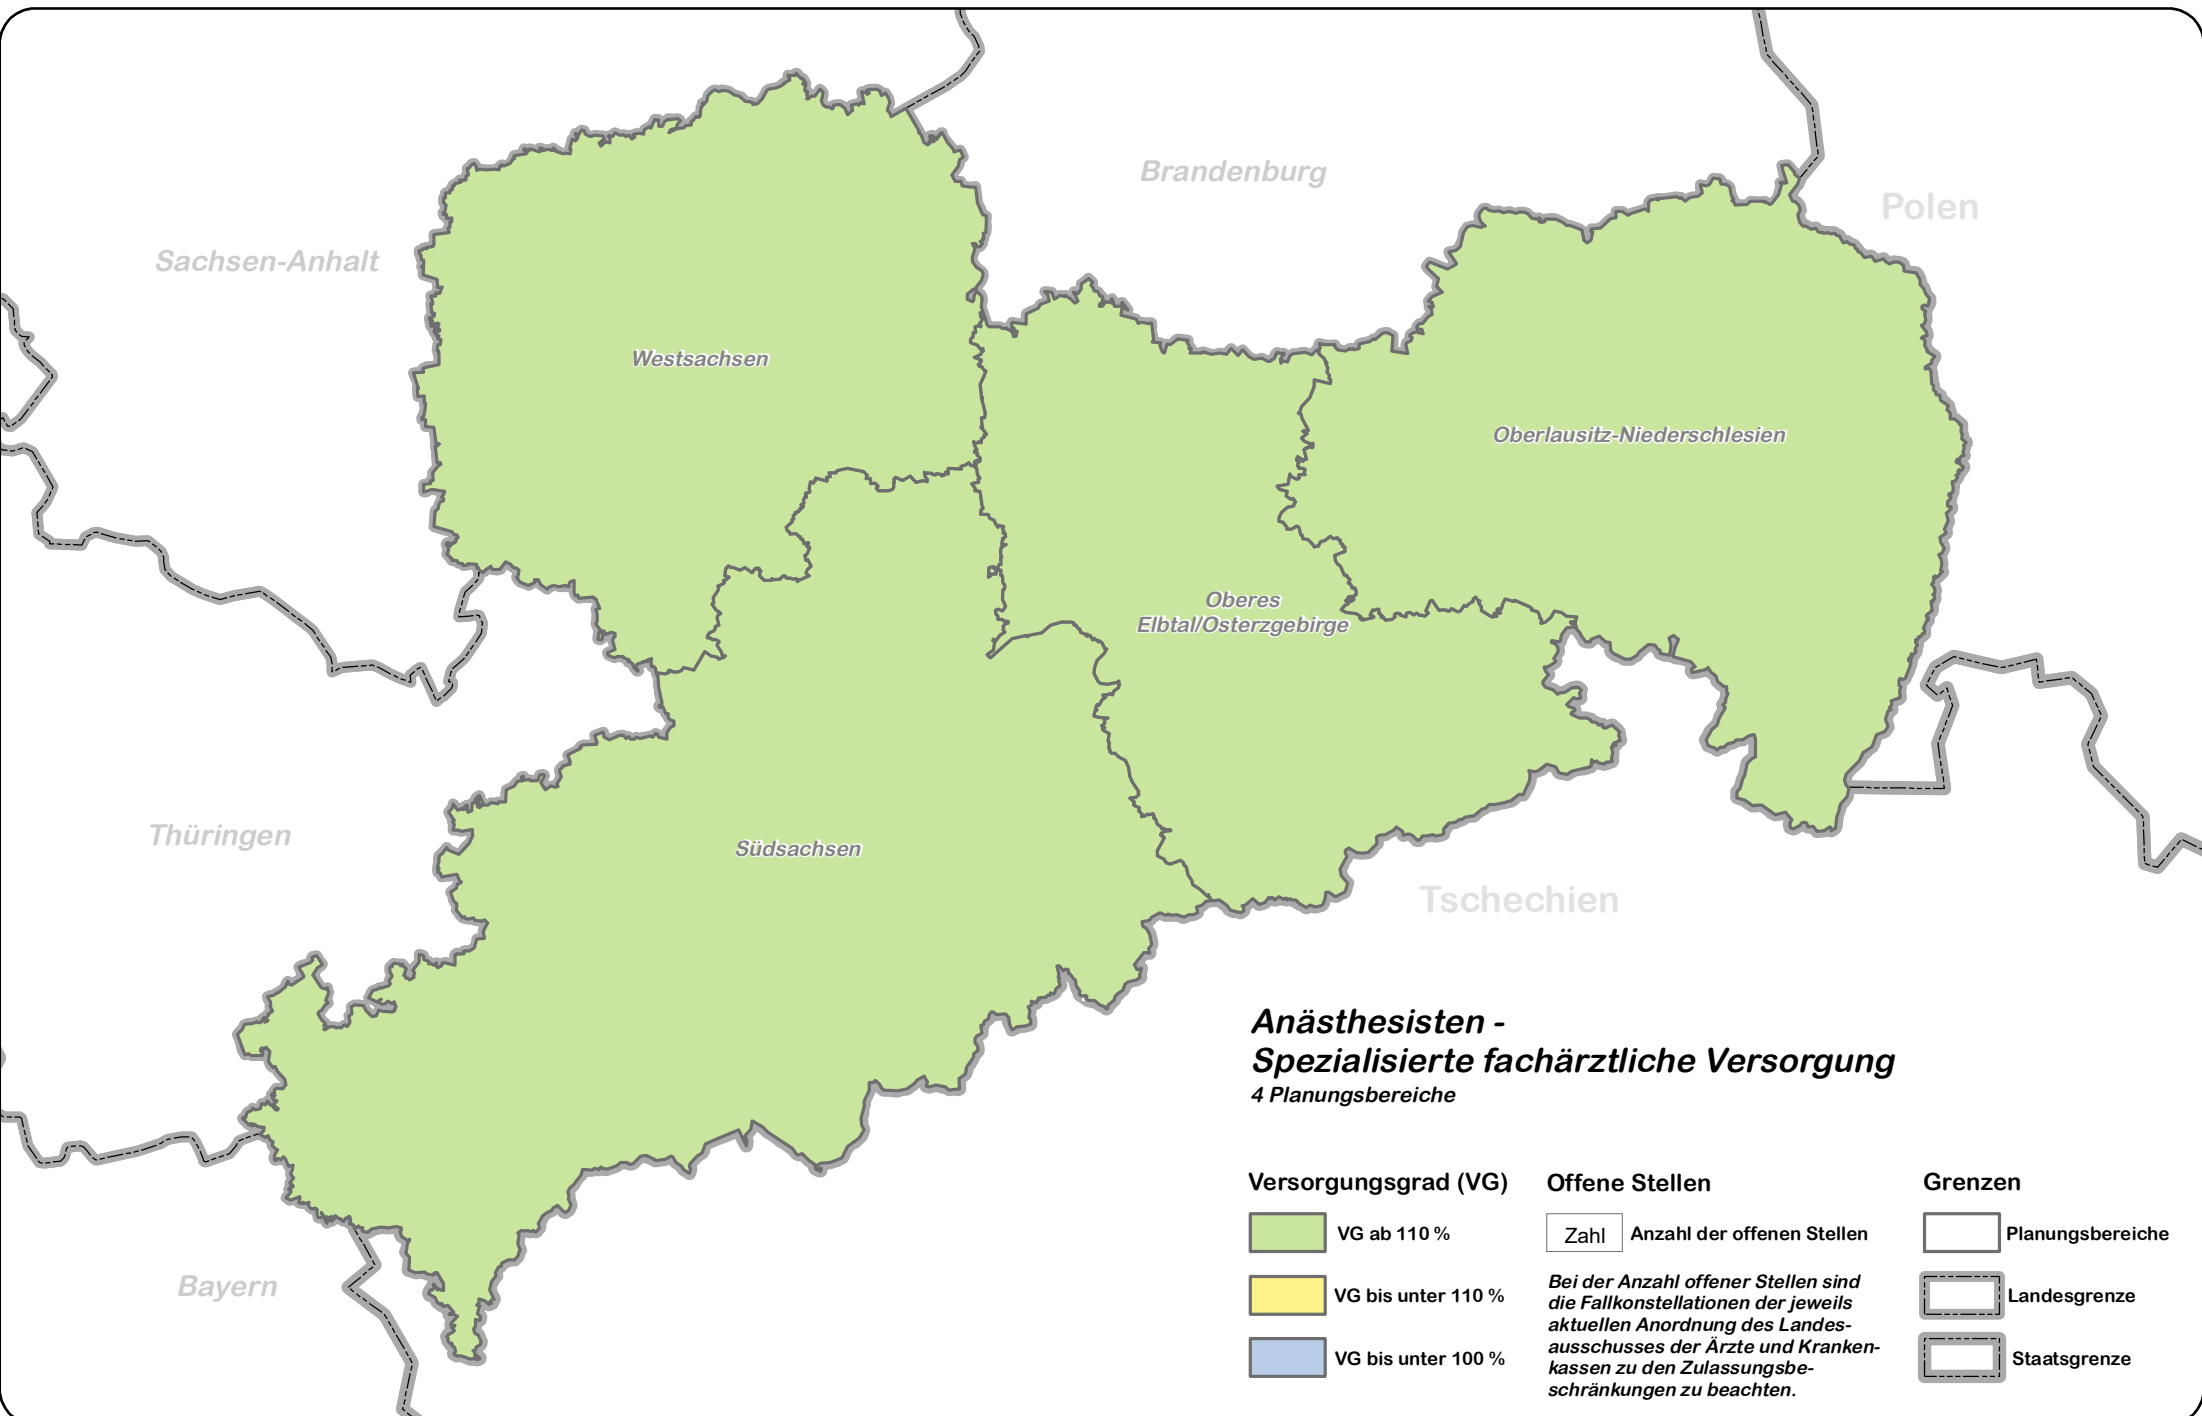 Brandenburg
Polen
Sachsen-Anhalt
Westsachsen
Oberlausitz-Niederschlesien
Oberes
Elbtal/Osterzgebirge
Thüringen
Südsachsen
Tschechien
Bayern
Anästhesisten -
Spezialisierte fachärztliche Versorgung
4 Planungsbereiche
Versorgungsgrad (VG)
VG ab 110 %
VG bis unter 110 %
VG bis unter 100 %
Offene Stellen
Zahl Anzahl der offenen Stellen
Bei der Anzahl offener Stellen sind
die Fallkonstellationen der jeweils
aktuellen Anordnung des Landes-
ausschusses der Ärzte und Kranken-
kassen zu den Zulassungsbe-
schränkungen zu beachten.
Grenzen
Planungsbereiche
Landesgrenze
Staatsgrenze